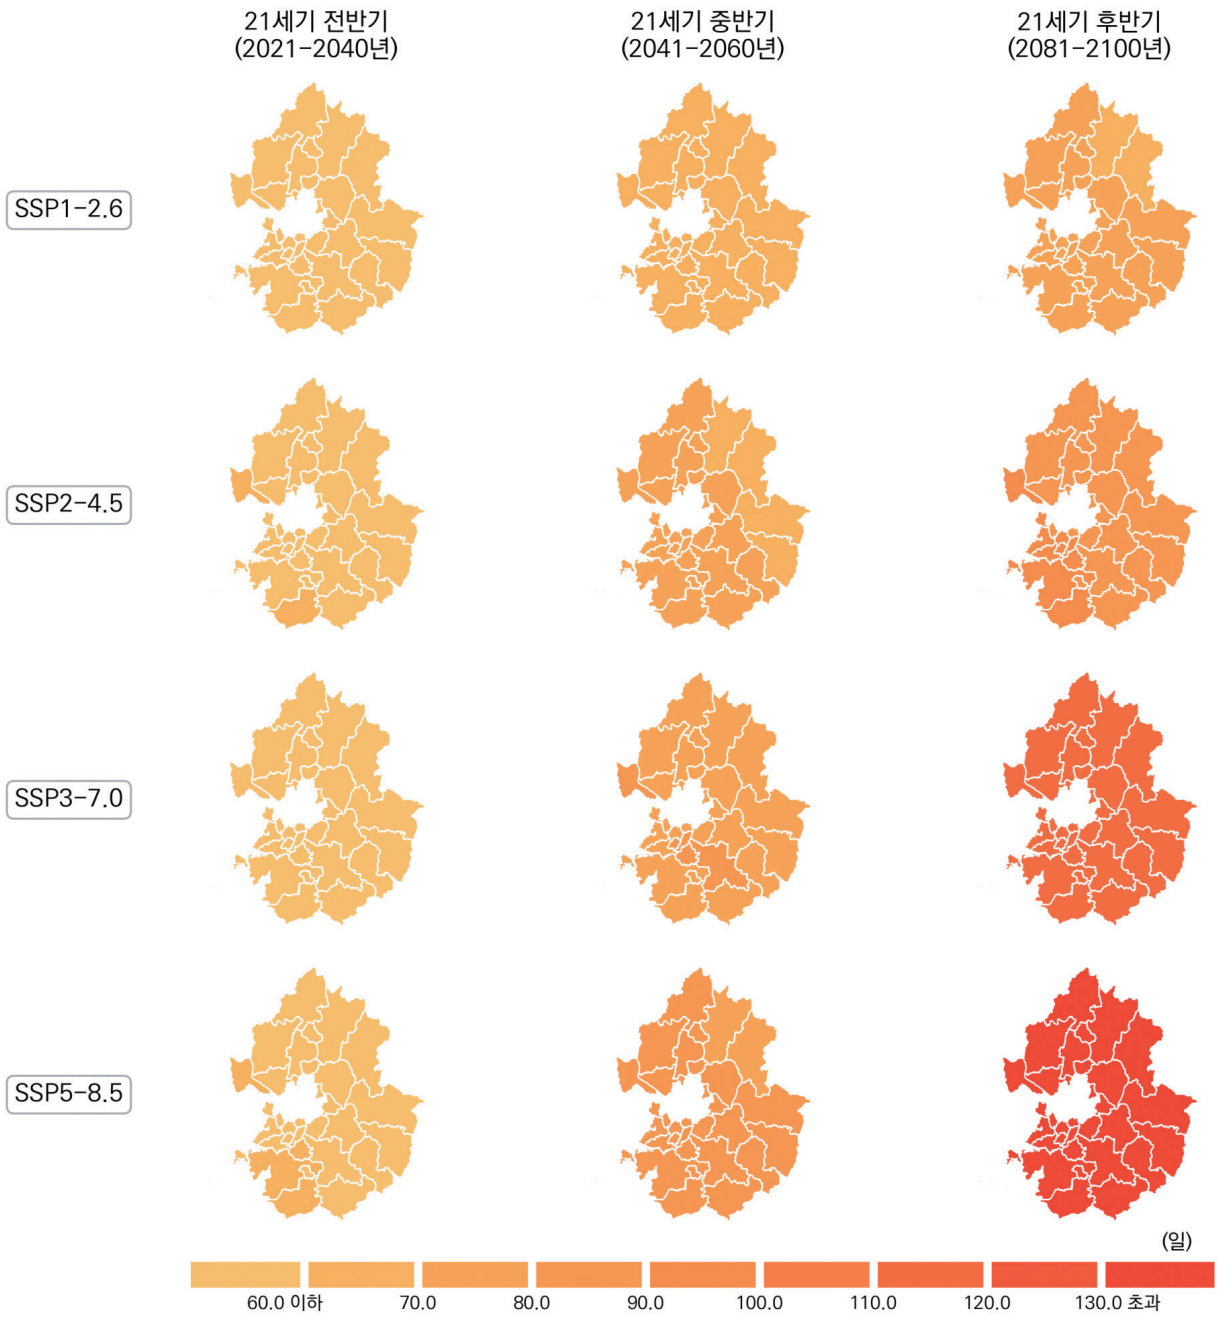 21세기 전반기
(2021-2040년)
21세기 중반기
(2041-2060년)
21세기 후반기
(2081-2100년)
SSP1-2.6
SSP2-4.5
SSP3-7.0
SSP5-8.5
(일)
60.0 이하
70.0
80.0
90.0
100.0
110.0
120.0
130.0 초과